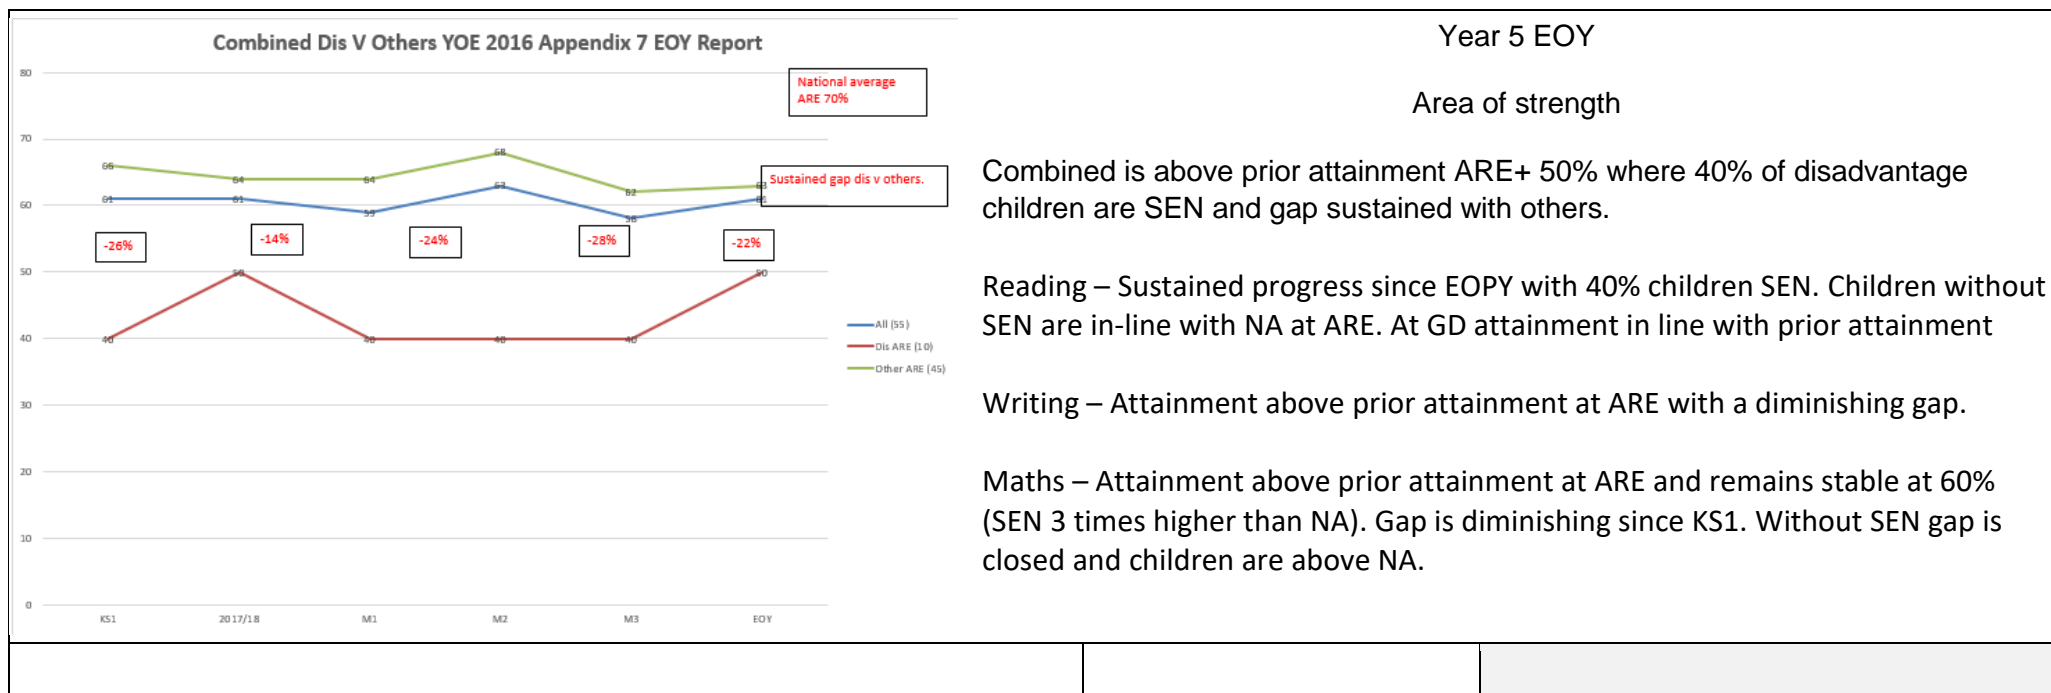 Combined Dis V Others YOE 2016 Appendix 7 EOY Report
80
70
60
50
40
30
20
10
0
National average
ARE 70%
Sustained gap dis v others.
66
64
64
68
62
63
61
61
59
63
58
61
-26%
-14%
-24%
-28%
-22%
40
50
40
40
40
50
All (55)
Dis ARE (10)
Other ARE (45)
KS1
2017/18
M1
M2
M3
EOY
Year 5 EOY
Area of strength
Combined is above prior attainment ARE+ 50% where 40% of disadvantage
children are SEN and gap sustained with others.
Reading – Sustained progress since EOPY with 40% children SEN. Children without
SEN are in-line with NA at ARE. At GD attainment in line with prior attainment
Writing – Attainment above prior attainment at ARE with a diminishing gap.
Maths – Attainment above prior attainment at ARE and remains stable at 60%
(SEN 3 times higher than NA). Gap is diminishing since KS1. Without SEN gap is
closed and children are above NA.